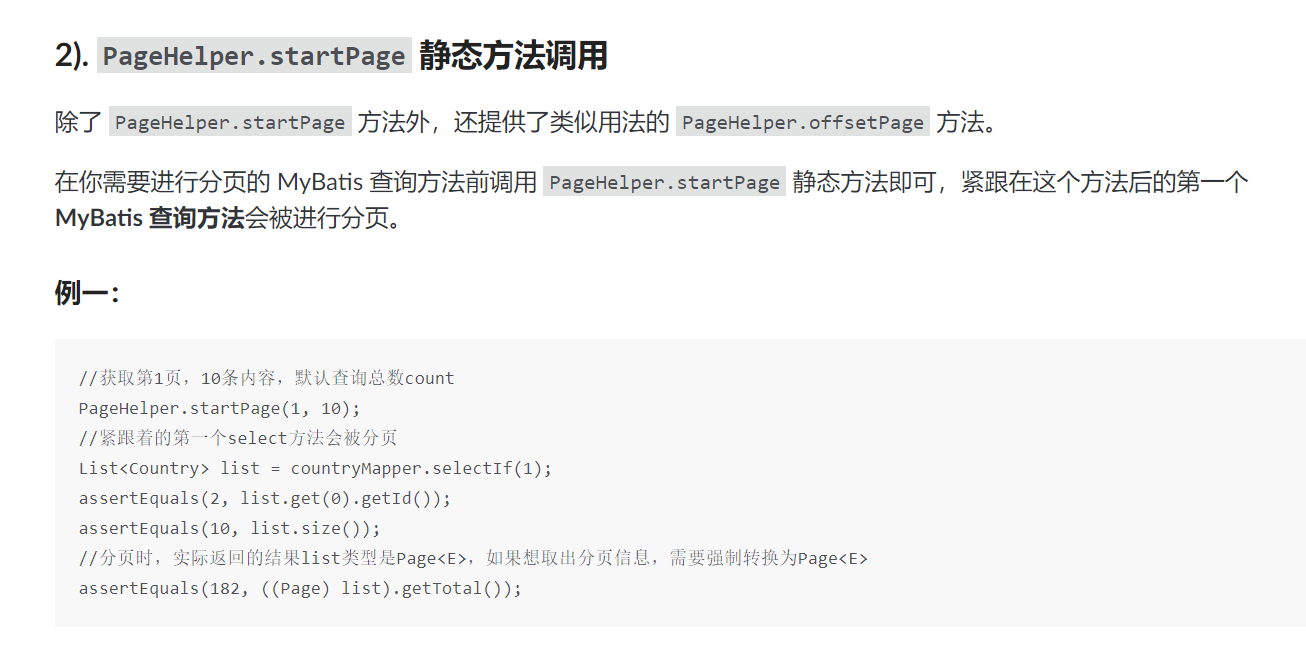 2). PageHelper.startPage 静态方法调用
除了 PageHelper.startPage 方法外，还提供了类似用法的 PageHelper.offsetPage 方法。
在你需要进行分页的 MyBatis 查询方法前调用 PageHelper.startPage 静态方法即可，紧跟在这个方法后的第一个
MyBatis 查询方法会被进行分页。
例一：
//获取第1页，10条内容，默认查询总数count
PageHelper.startPage(1, 10);
//紧跟着的第一个select方法会被分页
List<Country> list = countryMapper.selectIf(1);
assertEquals(2, list.get(0).getId());
assertEquals(10, list.size());
//分页时，实际返回的结果list类型是Page<E>，如果想取出分页信息，需要强制转换为Page<E>
assertEquals(182, ((Page) list).getTotal());